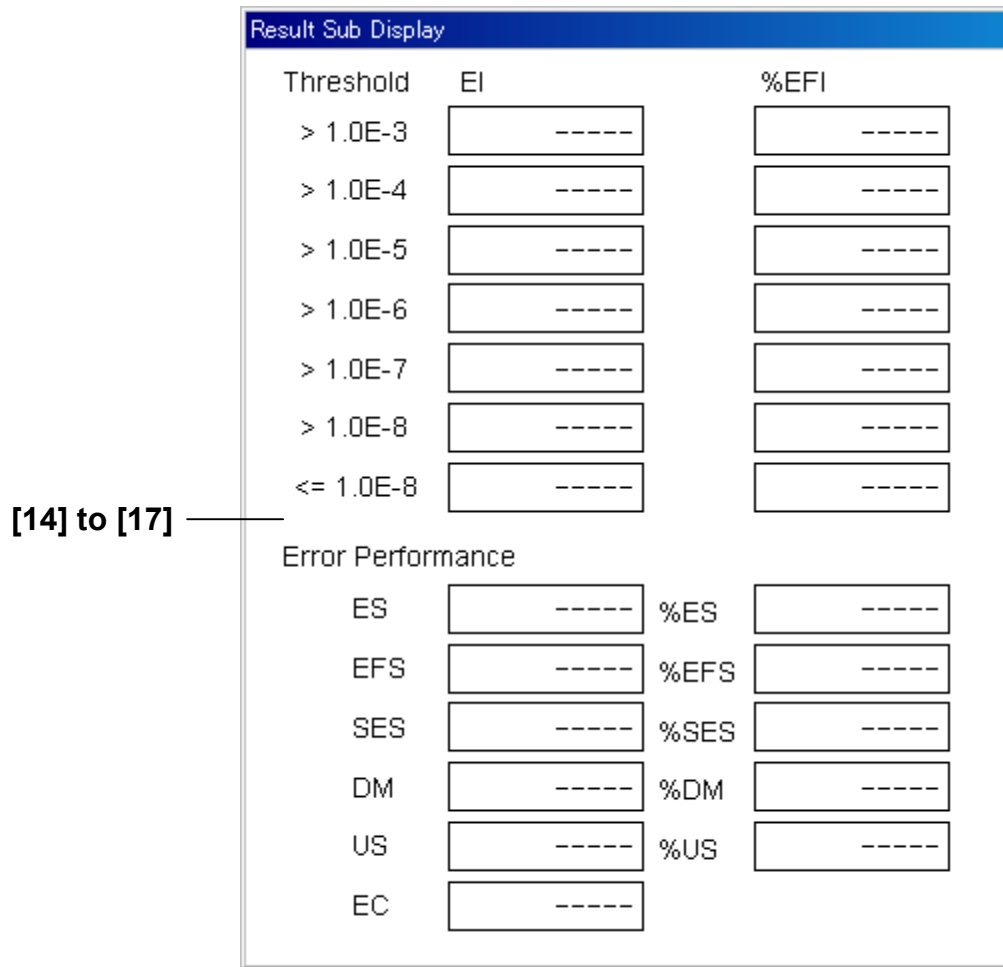 Result Sub Display
Threshold EI %EFI
> 1.0E-3 ----- -----
> 1.0E-4 ----- -----
> 1.0E-5 ----- -----
> 1.0E-6 ----- -----
> 1.0E-7 ----- -----
> 1.0E-8 ----- -----
<= 1.0E-8 ----- -----
[14] to [17]
Error Performance
ES ----- %ES -----
EFS ----- %EFS -----
SES ----- %SES -----
DM ----- %DM -----
US ----- %US -----
EC -----